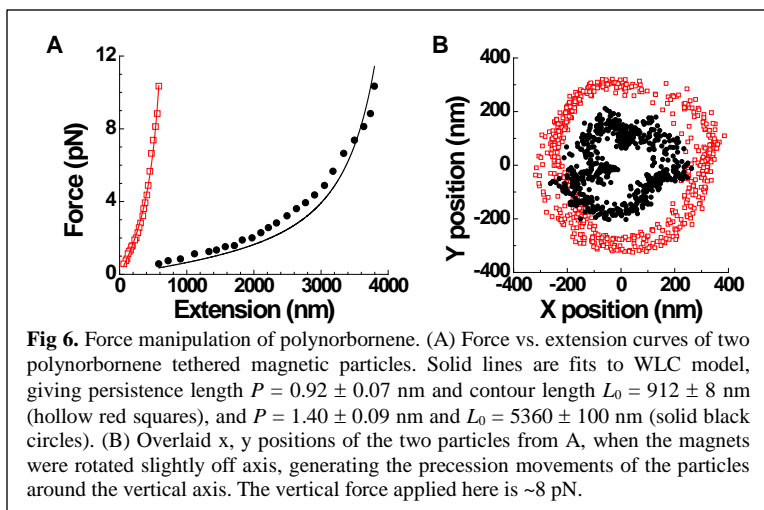 A
B
12
8
4
0
Force (pN)
0 1000 2000 3000 4000
Extension (nm)
400
200
0
-200
-400
Y position (nm)
-400 -200 0 200 400
X position (nm)
Fig 6. Force manipulation of polynorbornene. (A) Force vs. extension curves of two
polynorbornene tethered magnetic particles. Solid lines are fits to WLC model,
giving persistence length P = 0.92 ± 0.07 nm and contour length L₀ = 912 ± 8 nm
(hollow red squares), and P = 1.40 ± 0.09 nm and L₀ = 5360 ± 100 nm (solid black
circles). (B) Overlaid x, y positions of the two particles from A, when the magnets
were rotated slightly off axis, generating the precession movements of the particles
around the vertical axis. The vertical force applied here is ~8 pN.